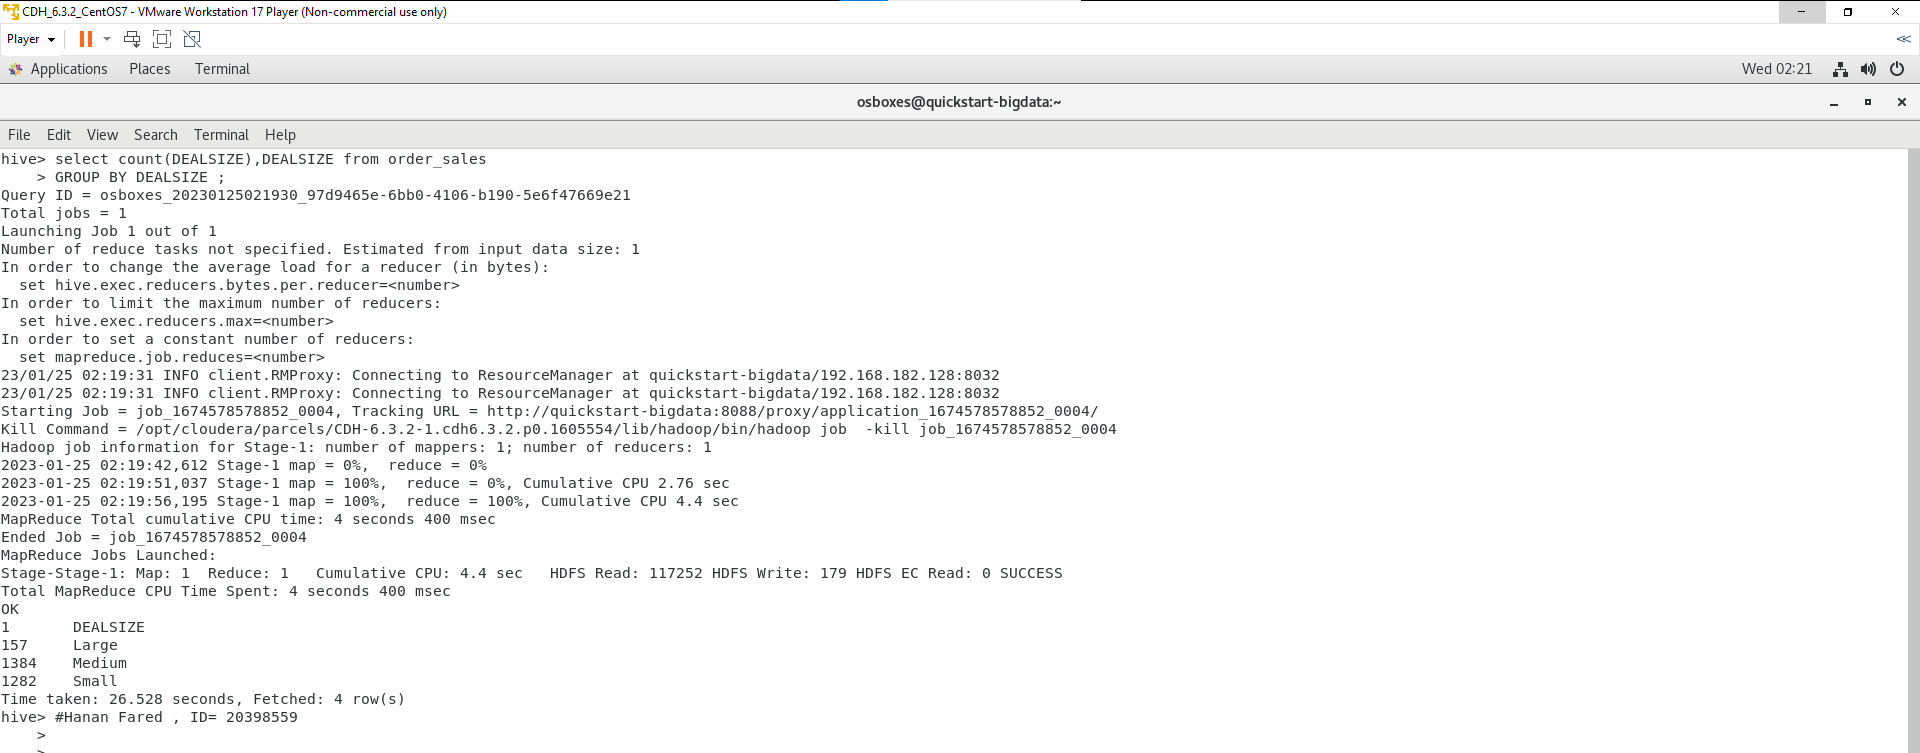 CDH_6.3.2_CentOS7 - VMware Workstation 17 Player (Non-commercial use only)
Player
Applications Places Terminal Wed 02:21
osboxes@quickstart-bigdata:~
File Edit View Search Terminal Help
hive> select count(DEALSIZE),DEALSIZE from order_sales
    > GROUP BY DEALSIZE ;
Query ID = osboxes_20230125021930_97d9465e-6bb0-4106-b190-5e6f47669e21
Total jobs = 1
Launching Job 1 out of 1
Number of reduce tasks not specified. Estimated from input data size: 1
In order to change the average load for a reducer (in bytes):
  set hive.exec.reducers.bytes.per.reducer=<number>
In order to limit the maximum number of reducers:
  set hive.exec.reducers.max=<number>
In order to set a constant number of reducers:
  set mapreduce.job.reduces=<number>
23/01/25 02:19:31 INFO client.RMProxy: Connecting to ResourceManager at quickstart-bigdata/192.168.182.128:8032
23/01/25 02:19:31 INFO client.RMProxy: Connecting to ResourceManager at quickstart-bigdata/192.168.182.128:8032
Starting Job = job_1674578578852_0004, Tracking URL = http://quickstart-bigdata:8088/proxy/application_1674578578852_0004/
Kill Command = /opt/cloudera/parcels/CDH-6.3.2-1.cdh6.3.2.p0.1605554/lib/hadoop/bin/hadoop job  -kill job_1674578578852_0004
Hadoop job information for Stage-1: number of mappers: 1; number of reducers: 1
2023-01-25 02:19:42,612 Stage-1 map = 0%,  reduce = 0%
2023-01-25 02:19:51,037 Stage-1 map = 100%,  reduce = 0%, Cumulative CPU 2.76 sec
2023-01-25 02:19:56,195 Stage-1 map = 100%,  reduce = 100%, Cumulative CPU 4.4 sec
MapReduce Total cumulative CPU time: 4 seconds 400 msec
Ended Job = job_1674578578852_0004
MapReduce Jobs Launched:
Stage-Stage-1: Map: 1  Reduce: 1   Cumulative CPU: 4.4 sec   HDFS Read: 117252 HDFS Write: 179 HDFS EC Read: 0 SUCCESS
Total MapReduce CPU Time Spent: 4 seconds 400 msec
OK
1       DEALSIZE
157     Large
1384    Medium
1282    Small
Time taken: 26.528 seconds, Fetched: 4 row(s)
hive> #Hanan Fared , ID= 20398559
    >
    >